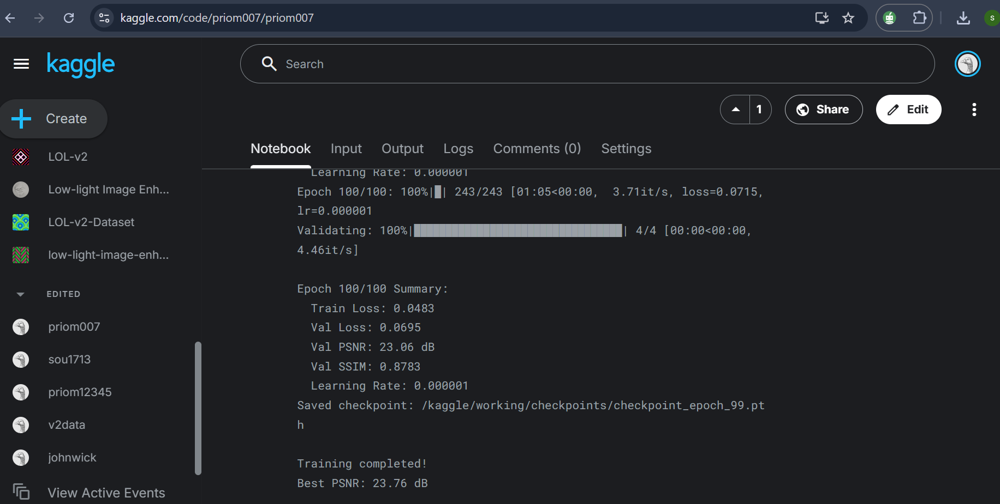 kaggle.com/code/priom007/priom007
S
kaggle
Search
Create
1
Share
Edit
LOL-v2
Low-light Image Enh...
LOL-v2-Dataset
low-light-image-enh...
EDITED
priom007
sou1713
priom12345
v2data
johnwick
View Active Events
Notebook
Input
Output
Logs
Comments (0)
Settings
Learning Rate: 0.000001
Epoch 100/100: 100%|█| 243/243 [01:05<00:00,  3.71it/s, loss=0.0715,
lr=0.000001
Validating: 100%|██████████████████████████████| 4/4 [00:00<00:00,
4.46it/s]
Epoch 100/100 Summary:
Train Loss: 0.0483
Val Loss: 0.0695
Val PSNR: 23.06 dB
Val SSIM: 0.8783
Learning Rate: 0.000001
Saved checkpoint: /kaggle/working/checkpoints/checkpoint_epoch_99.pt
h
Training completed!
Best PSNR: 23.76 dB